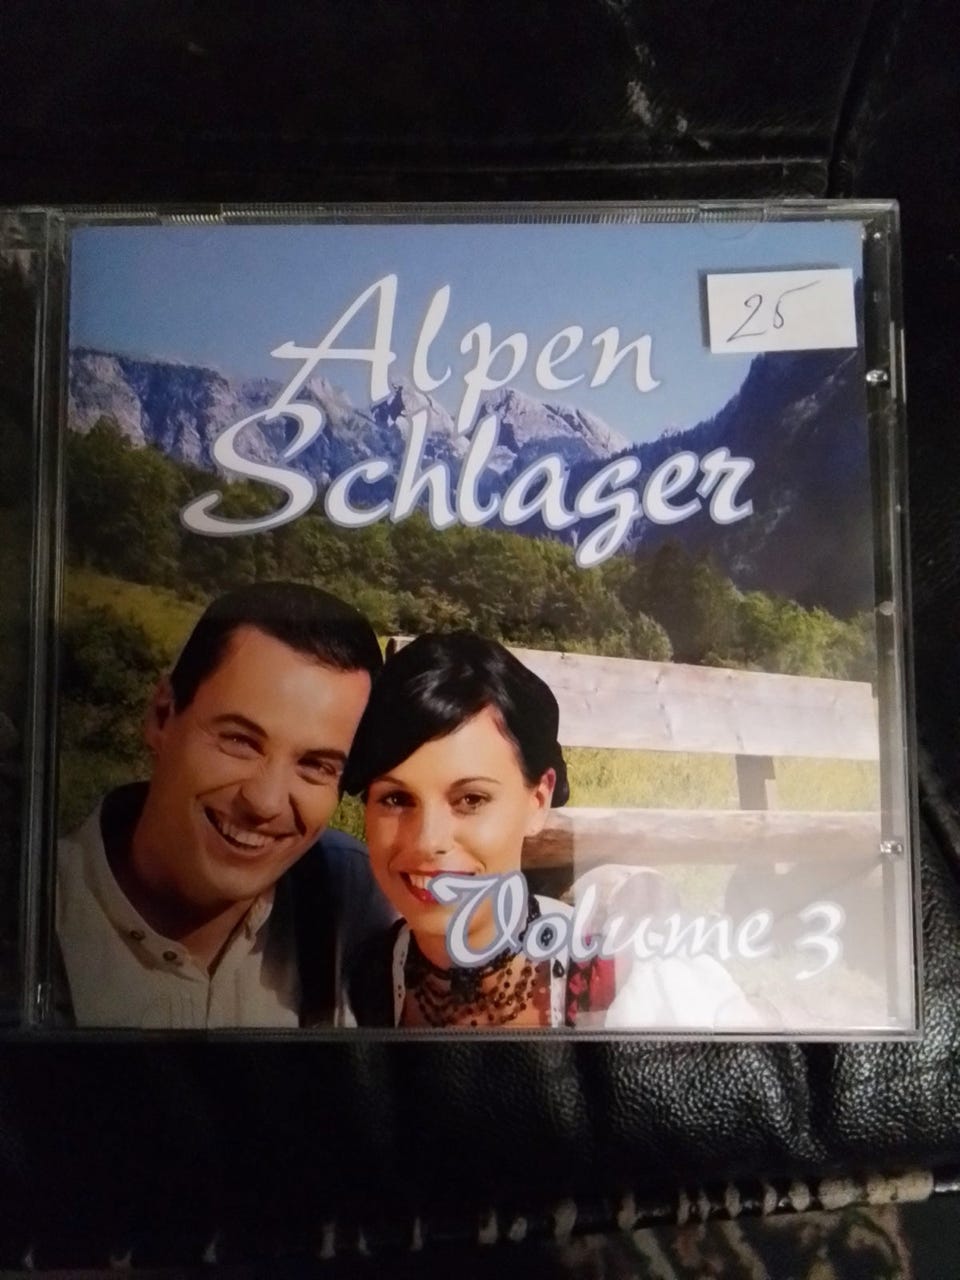 Alpen
25
Schlager
Volume 3